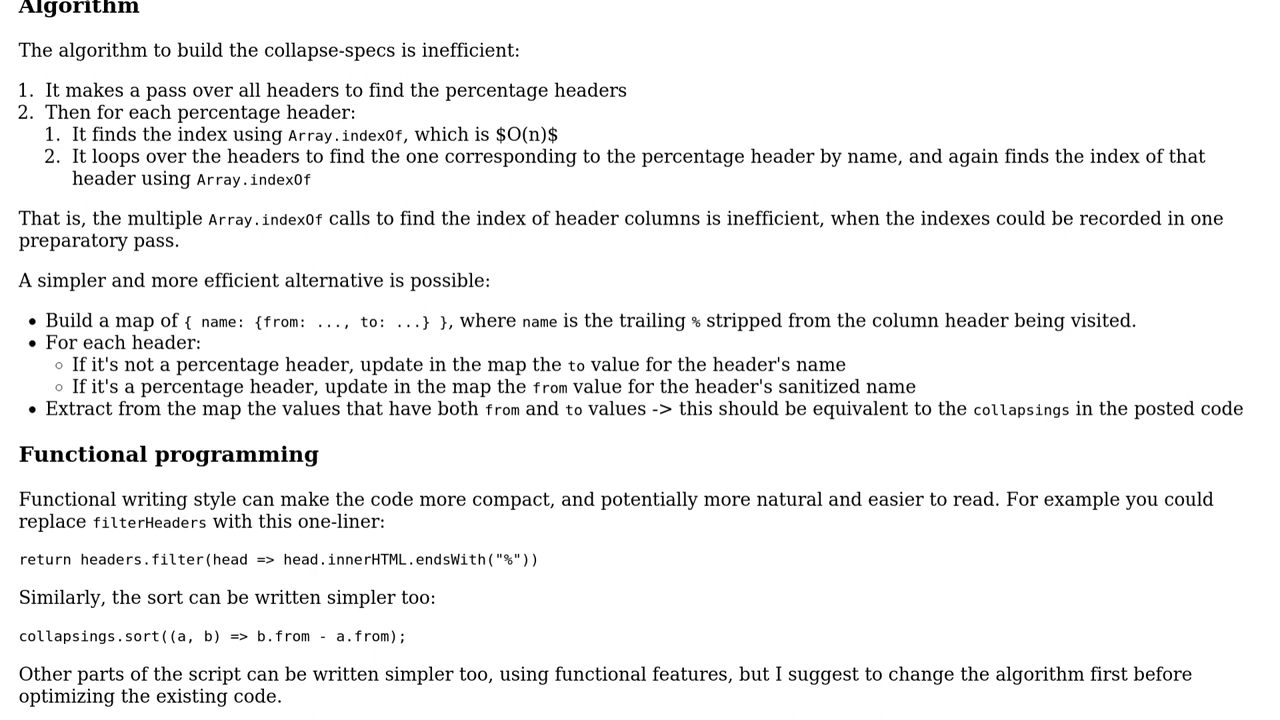 Algorithm
The algorithm to build the collapse-specs is inefficient:
1. It makes a pass over all headers to find the percentage headers
2. Then for each percentage header:
1. It finds the index using Array.indexOf, which is $O(n)$
2. It loops over the headers to find the one corresponding to the percentage header by name, and again finds the index of that
header using Array.indexOf
That is, the multiple Array.indexOf calls to find the index of header columns is inefficient, when the indexes could be recorded in one
preparatory pass.
A simpler and more efficient alternative is possible:
• Build a map of { name: {from: ..., to: ...} }, where name is the trailing % stripped from the column header being visited.
• For each header:
◦ If it's not a percentage header, update in the map the to value for the header's name
◦ If it's a percentage header, update in the map the from value for the header's sanitized name
• Extract from the map the values that have both from and to values -> this should be equivalent to the collapsings in the posted code
Functional programming
Functional writing style can make the code more compact, and potentially more natural and easier to read. For example you could
replace filterHeaders with this one-liner:
return headers.filter(head => head.innerHTML.endsWith("%"))
Similarly, the sort can be written simpler too:
collapsings.sort((a, b) => b.from - a.from);
Other parts of the script can be written simpler too, using functional features, but I suggest to change the algorithm first before
optimizing the existing code.